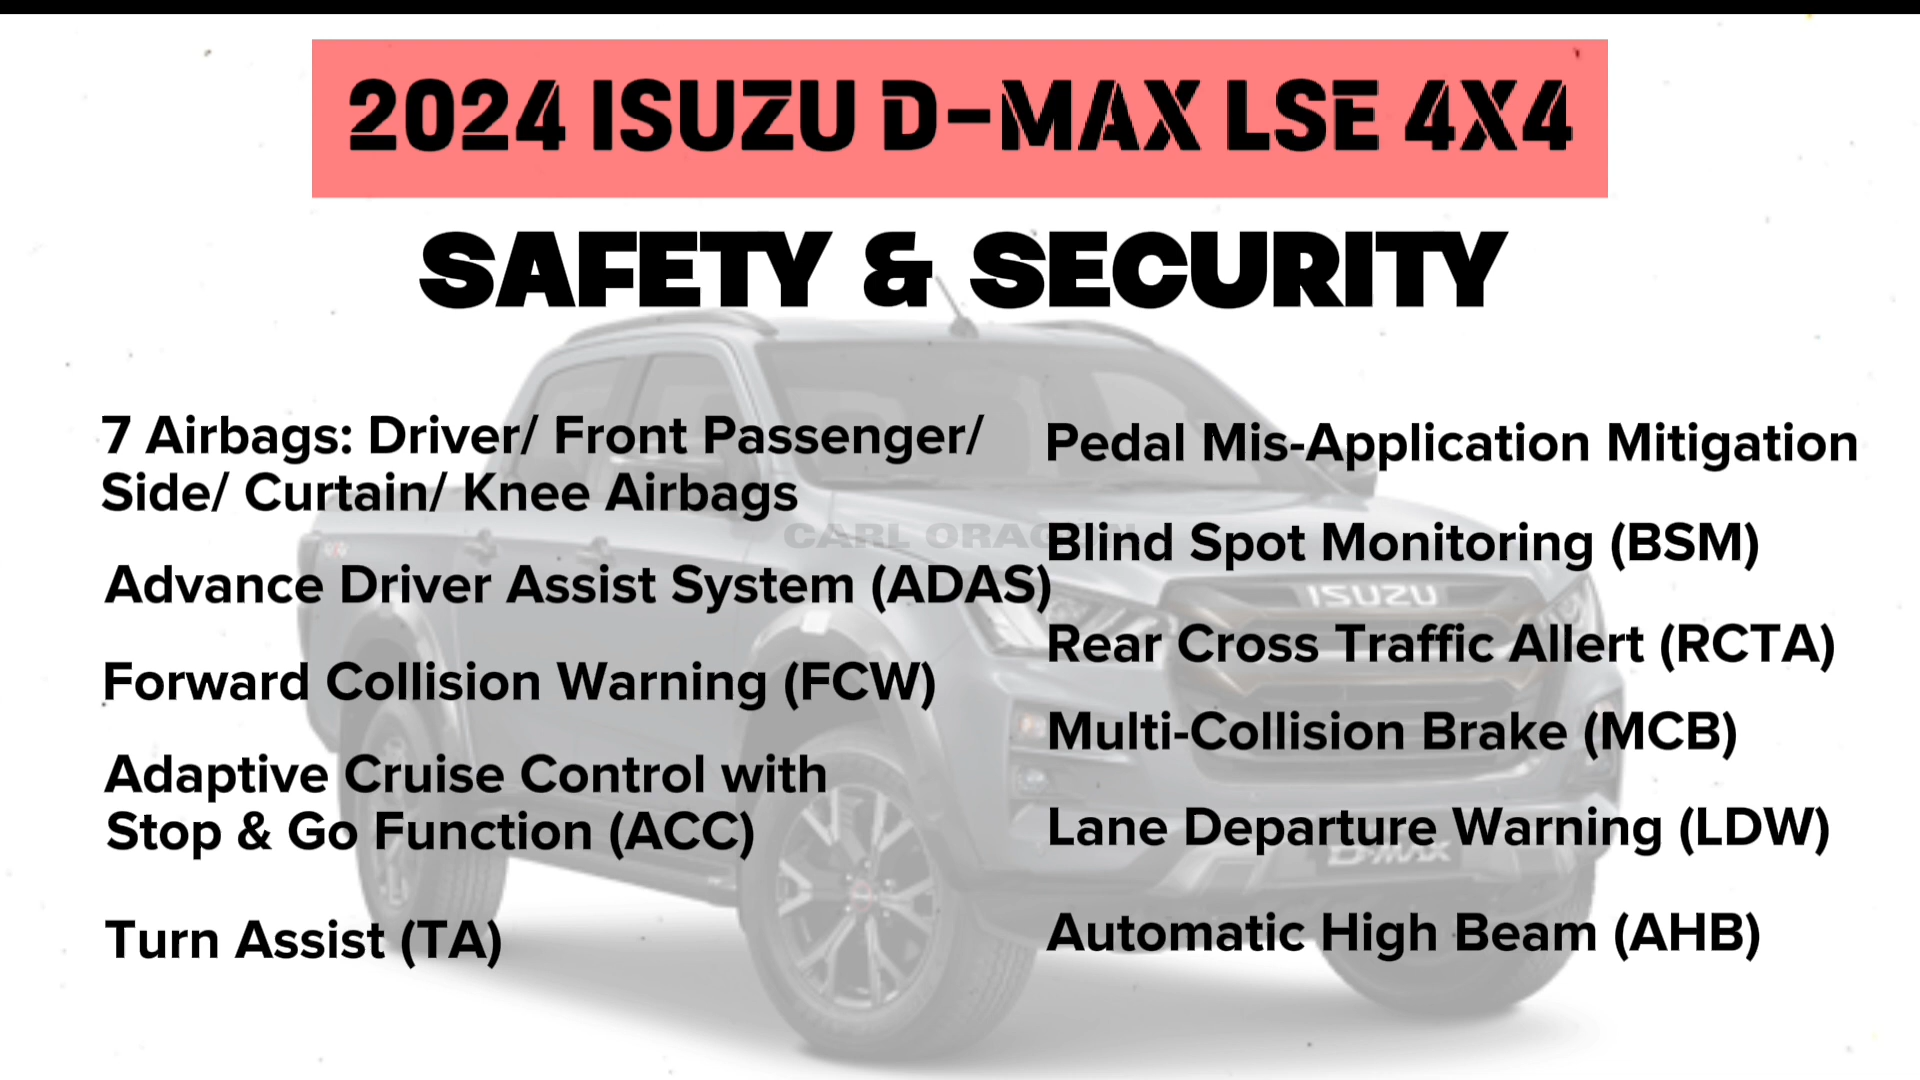 2024 ISUZU D-MAX LSE 4X4
SAFETY & SECURITY
7 Airbags: Driver/ Front Passenger/
Side/ Curtain/ Knee Airbags
Advance Driver Assist System (ADAS)
Forward Collision Warning (FCW)
Adaptive Cruise Control with
Stop & Go Function (ACC)
Turn Assist (TA)
Pedal Mis-Application Mitigation
Blind Spot Monitoring (BSM)
Rear Cross Traffic Allert (RCTA)
Multi-Collision Brake (MCB)
Lane Departure Warning (LDW)
Automatic High Beam (AHB)
CARL
ISUZU
D-MAX